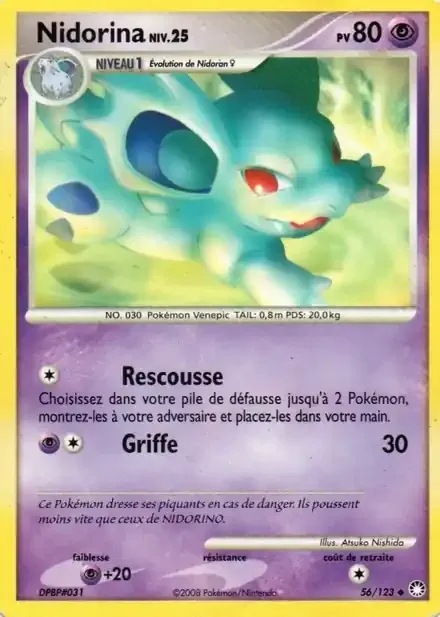 Nidorina NIV.25 PV 80
NIVEAU 1 Évolution de Nidoran ♀
NO. 030 Pokémon Venepic TAIL: 0,8m PDS: 20,0kg
Rescousse
Choisissez dans votre pile de défausse jusqu'à 2 Pokémon,
montrez-les à votre adversaire et placez-les dans votre main.
Griffe 30
Ce Pokémon dresse ses piquants en cas de danger. Ils poussent
moins vite que ceux de NIDORINO.
Illus. Atsuko Nishida
faiblesse résistance coût de retraite
+20
DPBP#031 ©2008 Pokémon/Nintendo 56/123 ◆